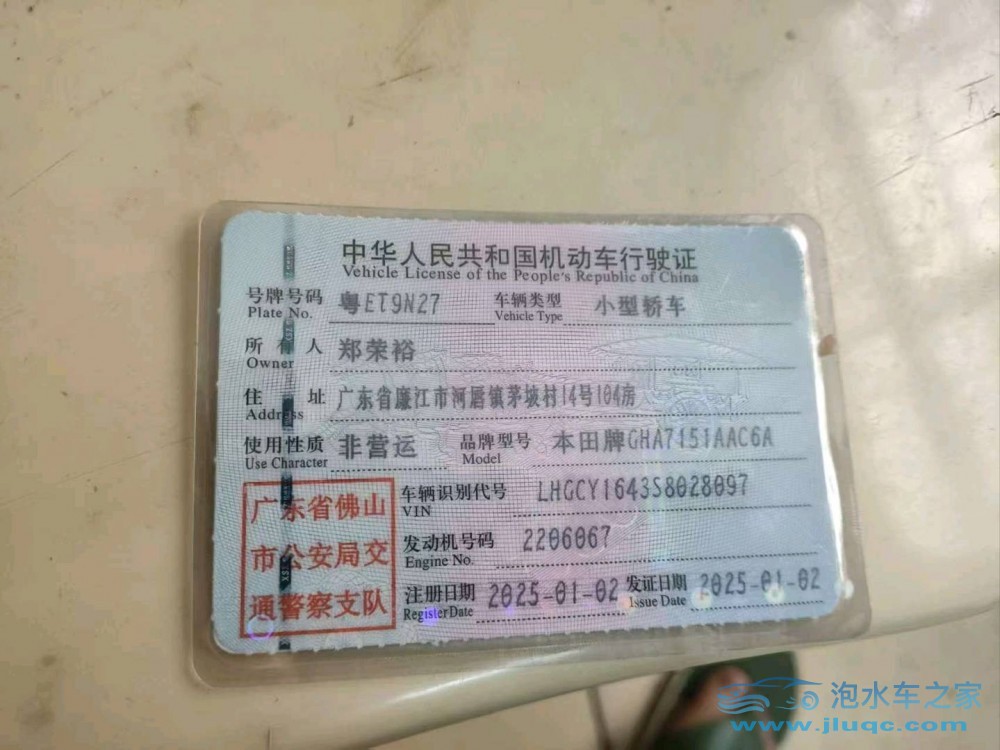 中华人民共和国机动车行驶证
Vehicle License of the People's Republic of China
号牌号码 粤ET9N27 车辆类型 小型轿车
Plate No. Vehicle Type
所有人 郑荣裕
Owner
住址 广东省廉江市河唇镇茅坡村14号104房
Address
使用性质 非营运 品牌型号 本田牌GHA7151AAC6A
Use Character Model
广东省佛山 车辆识别代号 LHGCY1643S8028097
VIN
市公安局交 发动机号码 2206067
Engine No.
通警察支队 注册日期 2025-01-02 发证日期 2025-01-02
Register Date Issue Date
泡水车之家
www.jluqc.com